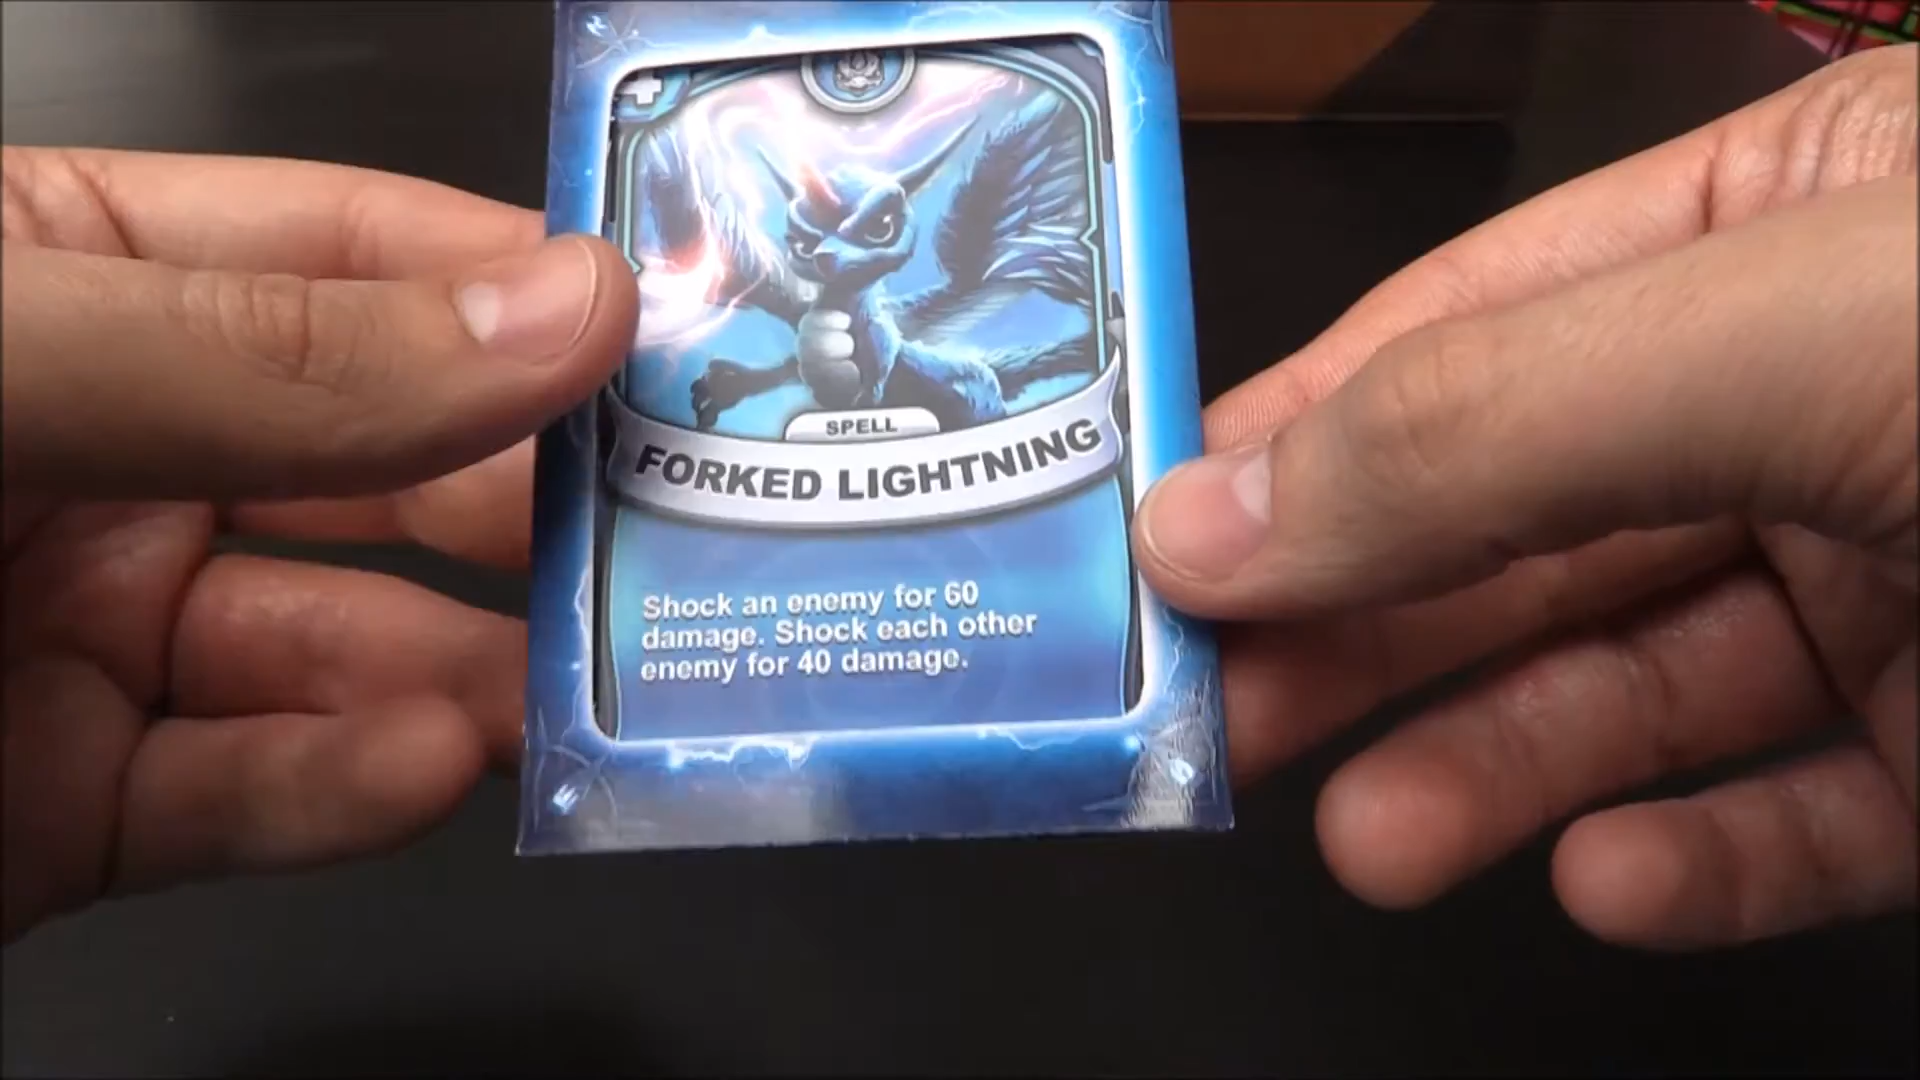 SPELL
FORKED LIGHTNING
Shock an enemy for 60
damage. Shock each other
enemy for 40 damage.